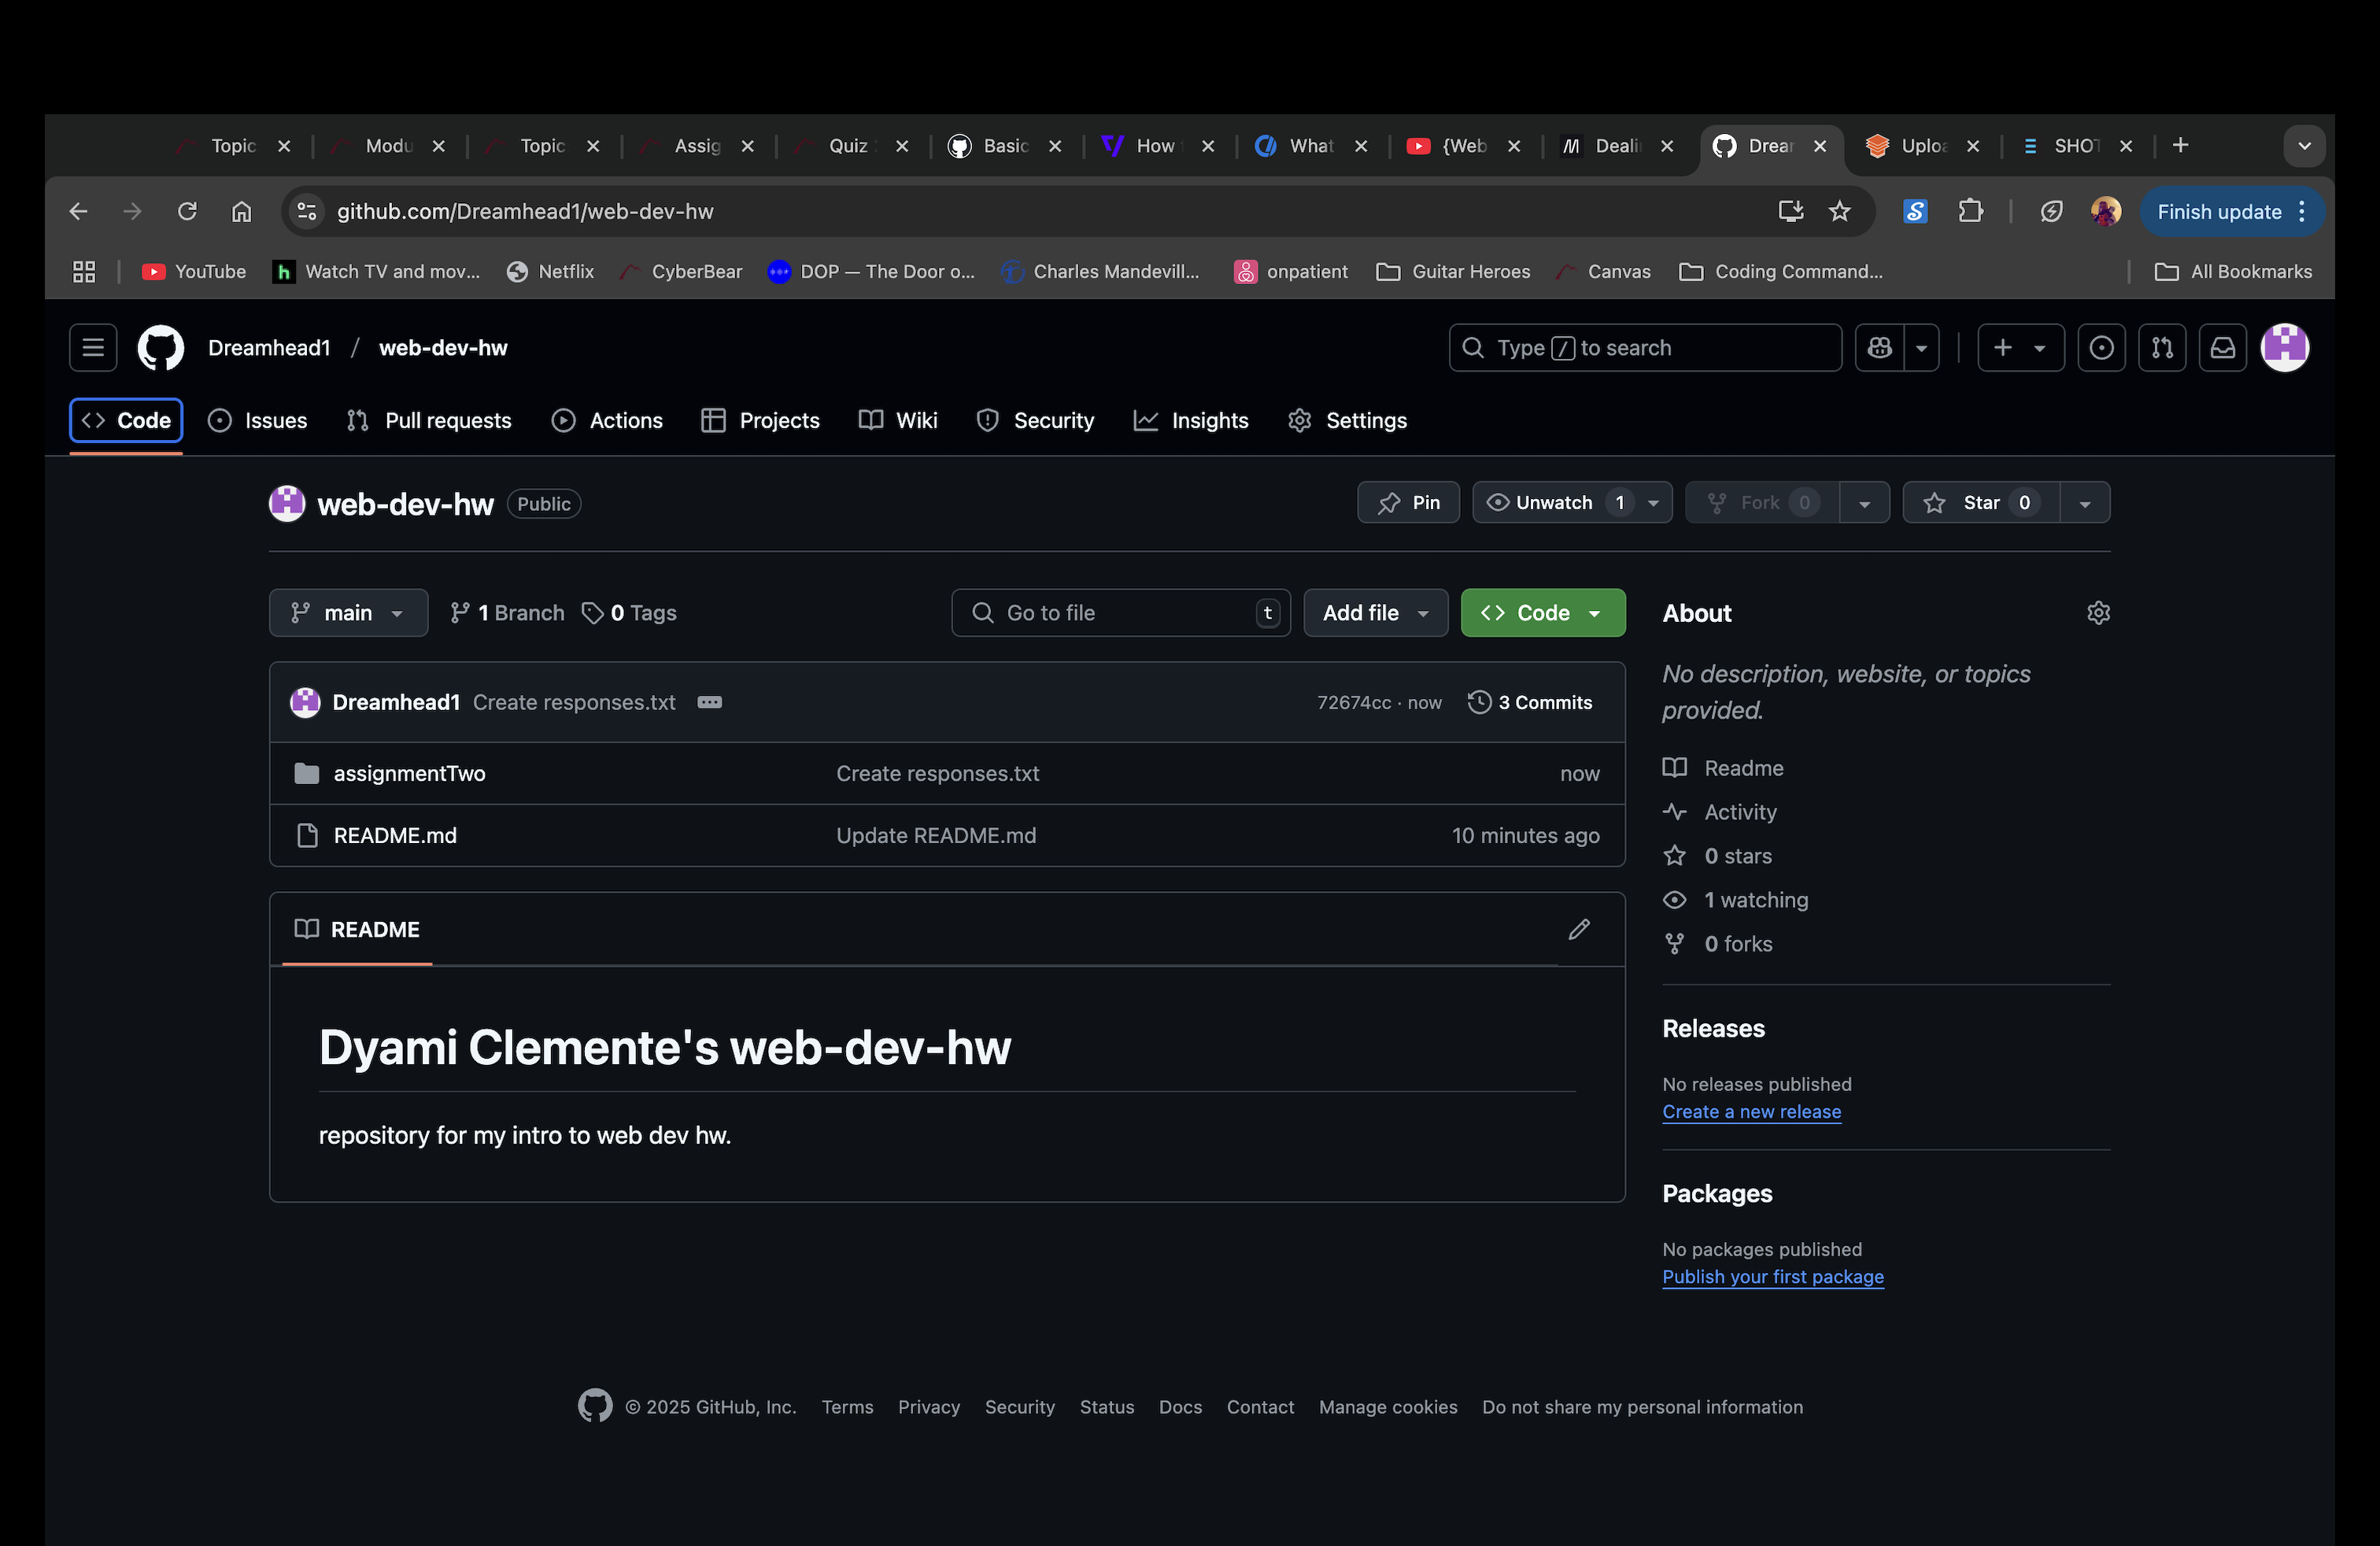 Topic Modu Topic Assig Quiz Basic How What {Web Deali Drear Uploa SHOT
github.com/Dreamhead1/web-dev-hw Finish update
YouTube Watch TV and mov... Netflix CyberBear DOP — The Door o... Charles Mandevill... onpatient Guitar Heroes Canvas Coding Command... All Bookmarks
Dreamhead1 / web-dev-hw Type / to search
Code Issues Pull requests Actions Projects Wiki Security Insights Settings
web-dev-hw Public Pin Unwatch 1 Fork 0 Star 0
main 1 Branch 0 Tags Go to file t Add file Code
About
No description, website, or topics
provided.
Dreamhead1 Create responses.txt 72674cc · now 3 Commits
assignmentTwo Create responses.txt now
README.md Update README.md 10 minutes ago
Readme
Activity
0 stars
1 watching
0 forks
README
Dyami Clemente's web-dev-hw
repository for my intro to web dev hw.
Releases
No releases published
Create a new release
Packages
No packages published
Publish your first package
© 2025 GitHub, Inc. Terms Privacy Security Status Docs Contact Manage cookies Do not share my personal information